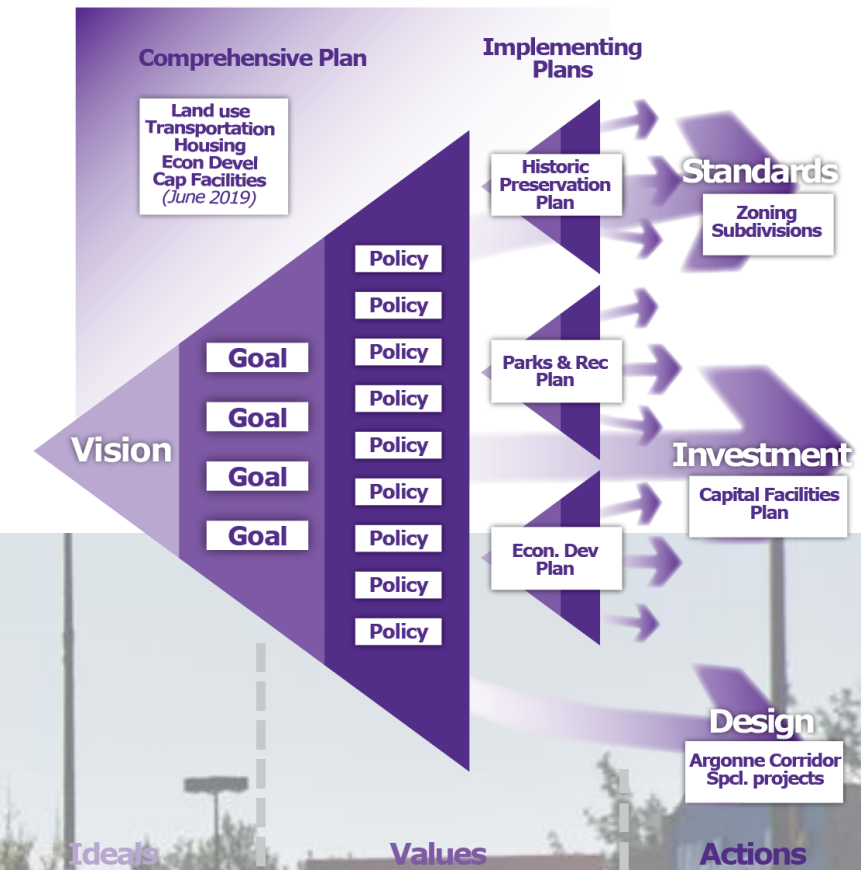 Comprehensive Plan
Implementing
Plans
Land use
Transportation
Housing
Econ Devel
Cap Facilities
(June 2019)
Historic
Preservation
Plan
Standards
Zoning
Subdivisions
Policy
Policy
Policy
Policy
Policy
Policy
Policy
Policy
Policy
Goal
Goal
Goal
Goal
Vision
Parks & Rec
Plan
Investment
Capital Facilities
Plan
Econ. Dev
Plan
Design
Argonne Corridor
Spcl. projects
Ideals
Values
Actions